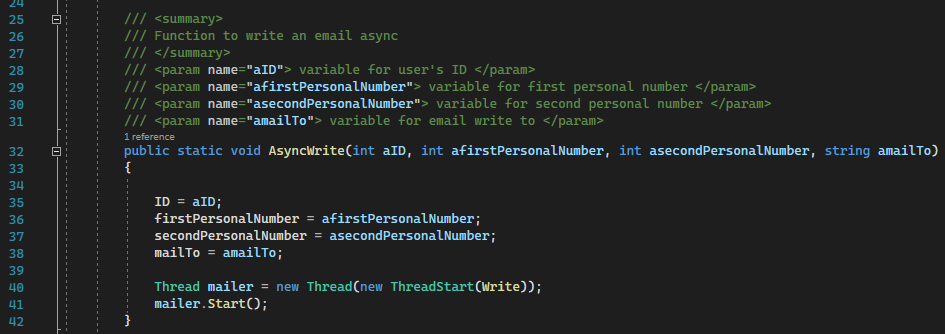 24
25 /// <summary>
26 /// Function to write an email async
27 /// </summary>
28 /// <param name="aID"> variable for user's ID </param>
29 /// <param name="afirstPersonalNumber"> variable for first personal number </param>
30 /// <param name="asecondPersonalNumber"> variable for second personal number </param>
31 /// <param name="amailTo"> variable for email write to </param>
1 reference
32 public static void AsyncWrite(int aID, int afirstPersonalNumber, int asecondPersonalNumber, string amailTo)
33 {
34
35 ID = aID;
36 firstPersonalNumber = afirstPersonalNumber;
37 secondPersonalNumber = asecondPersonalNumber;
38 mailTo = amailTo;
39
40 Thread mailer = new Thread(new ThreadStart(Write));
41 mailer.Start();
42 }